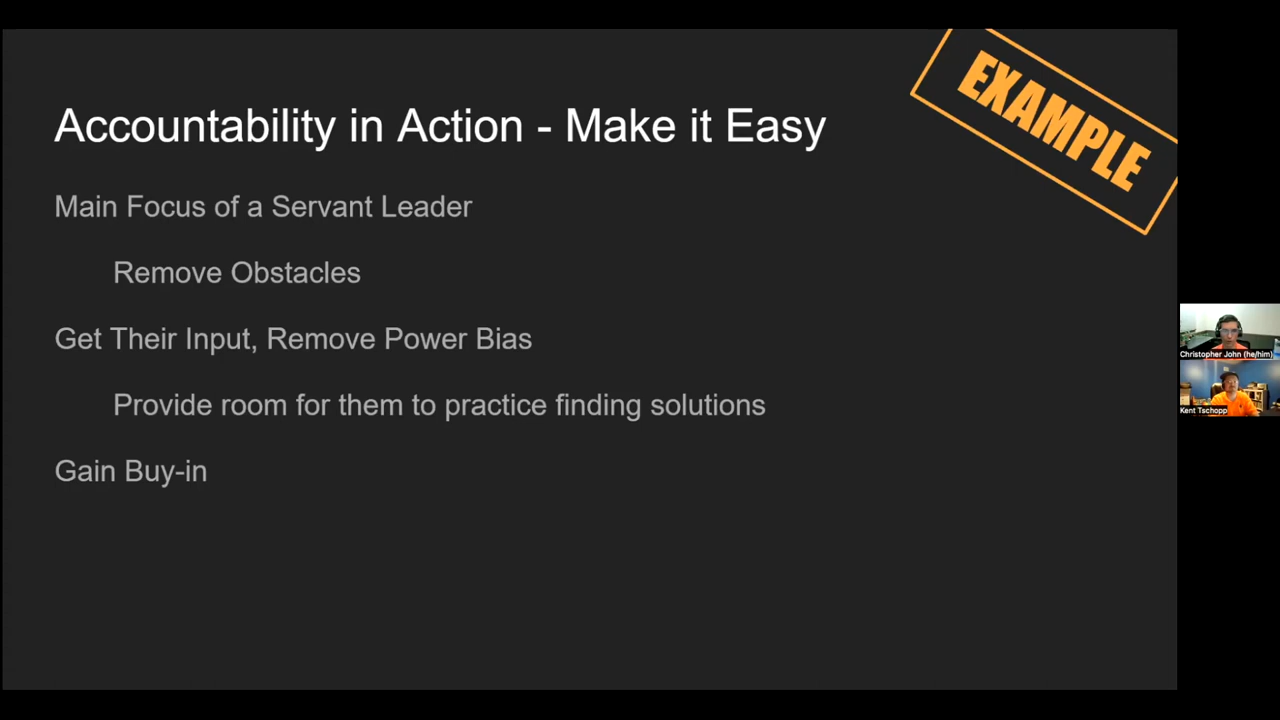 EXAMPLE
Accountability in Action - Make it Easy
Main Focus of a Servant Leader
Remove Obstacles
Get Their Input, Remove Power Bias
Provide room for them to practice finding solutions
Gain Buy-in
Christopher John (he/him)
Kent Tschopp